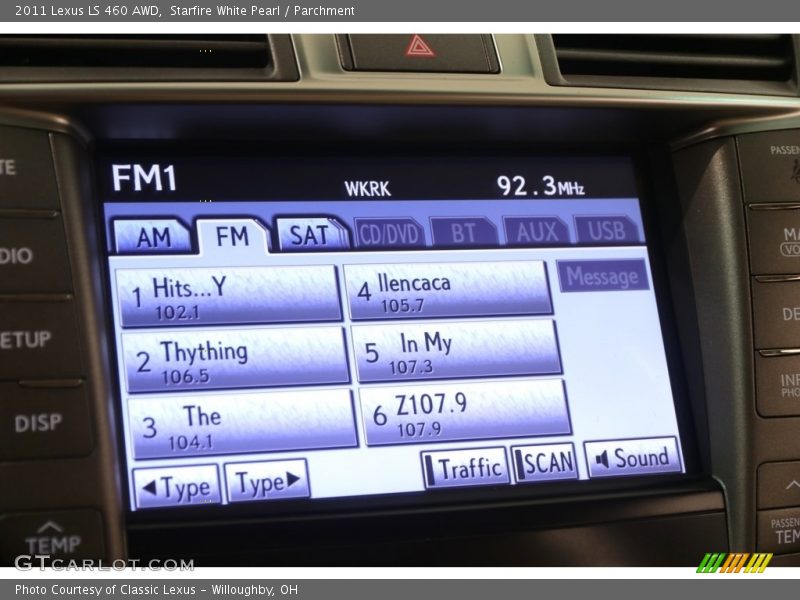 2011 Lexus LS 460 AWD, Starfire White Pearl / Parchment
FM1
WKRK
92.3MHz
AM
FM
SAT
CD/DVD
BT
AUX
USB
1 Hits...Y
102.1
4 Ilencaca
105.7
Message
2 Thything
106.5
5 In My
107.3
3 The
104.1
6 Z107.9
107.9
◄Type
Type►
Traffic
SCAN
Sound
DISP
TEMP
GTCARLOT.COM
Photo Courtesy of Classic Lexus - Willoughby, OH